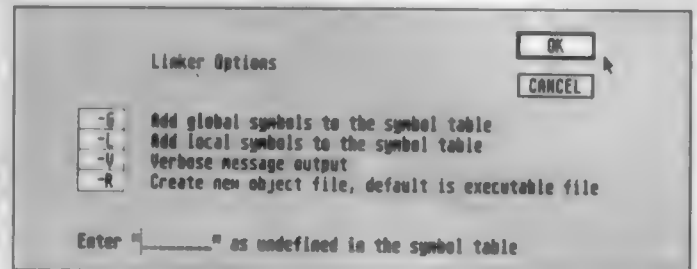 OK
Linker Options
CANCEL
-G Add global symbols to the symbol table
-L Add local symbols to the symbol table
-V Verbose message output
-R Create new object file, default is executable file
Enter "_________" as undefined in the symbol table